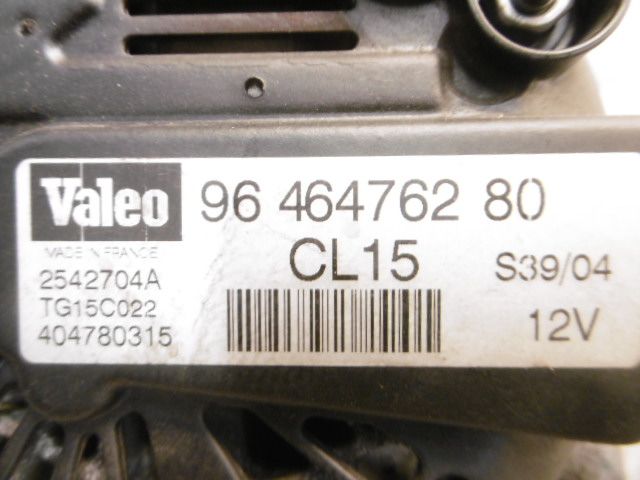 Valeo 96 464762 80
MADE IN FRANCE
CL15 S39/04
2542704A
TG15C022
404780315 12V